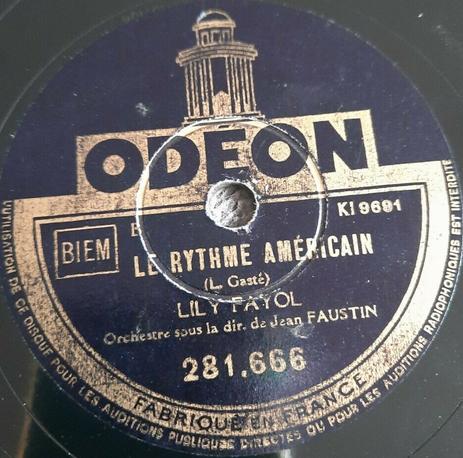 ODÉON
KI 9691
BIEM
LE RYTHME AMÉRICAIN
(L. Gasté)
LILY FAYOL
Orchestre sous la dir. de Jean FAUSTIN
281.666
FABRIQUÉ EN FRANCE
L'UTILISATION DE CE DISQUE POUR LES AUDITIONS PUBLIQUES DIRECTES OU POUR LES AUDITIONS RADIOPHONIQUES EST INTERDITE